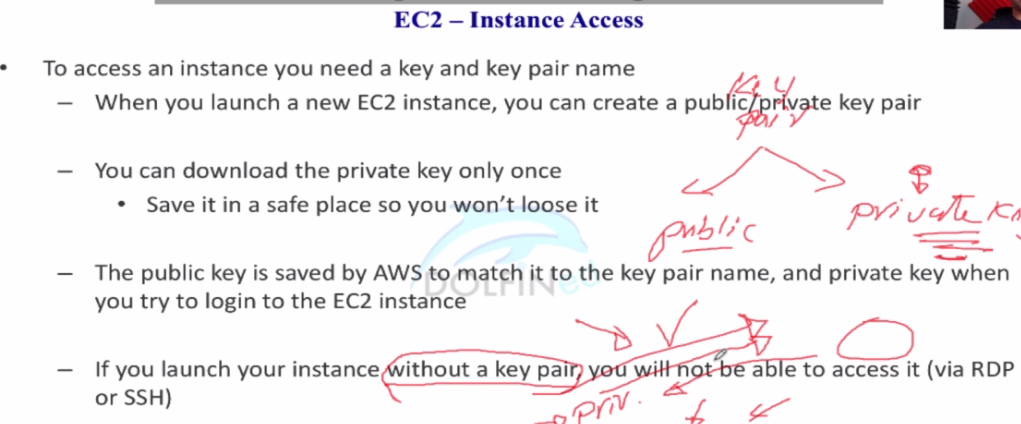 EC2 – Instance Access
• To access an instance you need a key and key pair name
– When you launch a new EC2 instance, you can create a public/private key pair
Key
pair
– You can download the private key only once
• Save it in a safe place so you won't loose it
public
private
– The public key is saved by AWS to match it to the key pair name, and private key when
you try to login to the EC2 instance
DOLFINed
– If you launch your instance without a key pair, you will not be able to access it (via RDP
or SSH)
Priv.